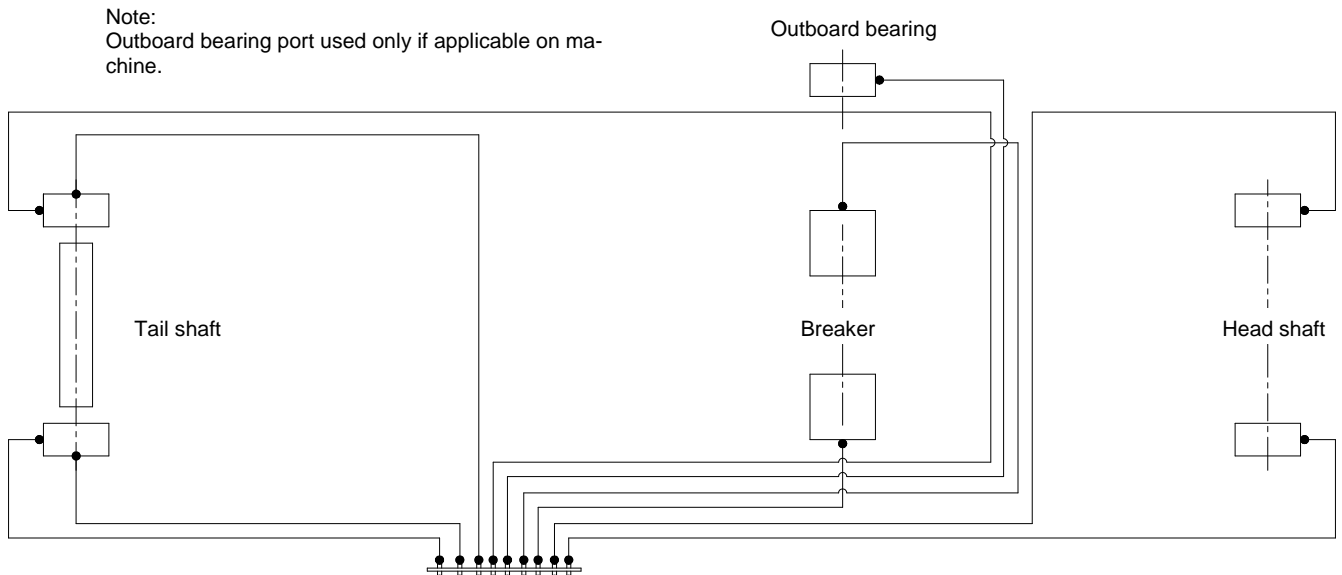 Note:
Outboard bearing port used only if applicable on ma-
chine.
Outboard bearing
Tail shaft
Breaker
Head shaft